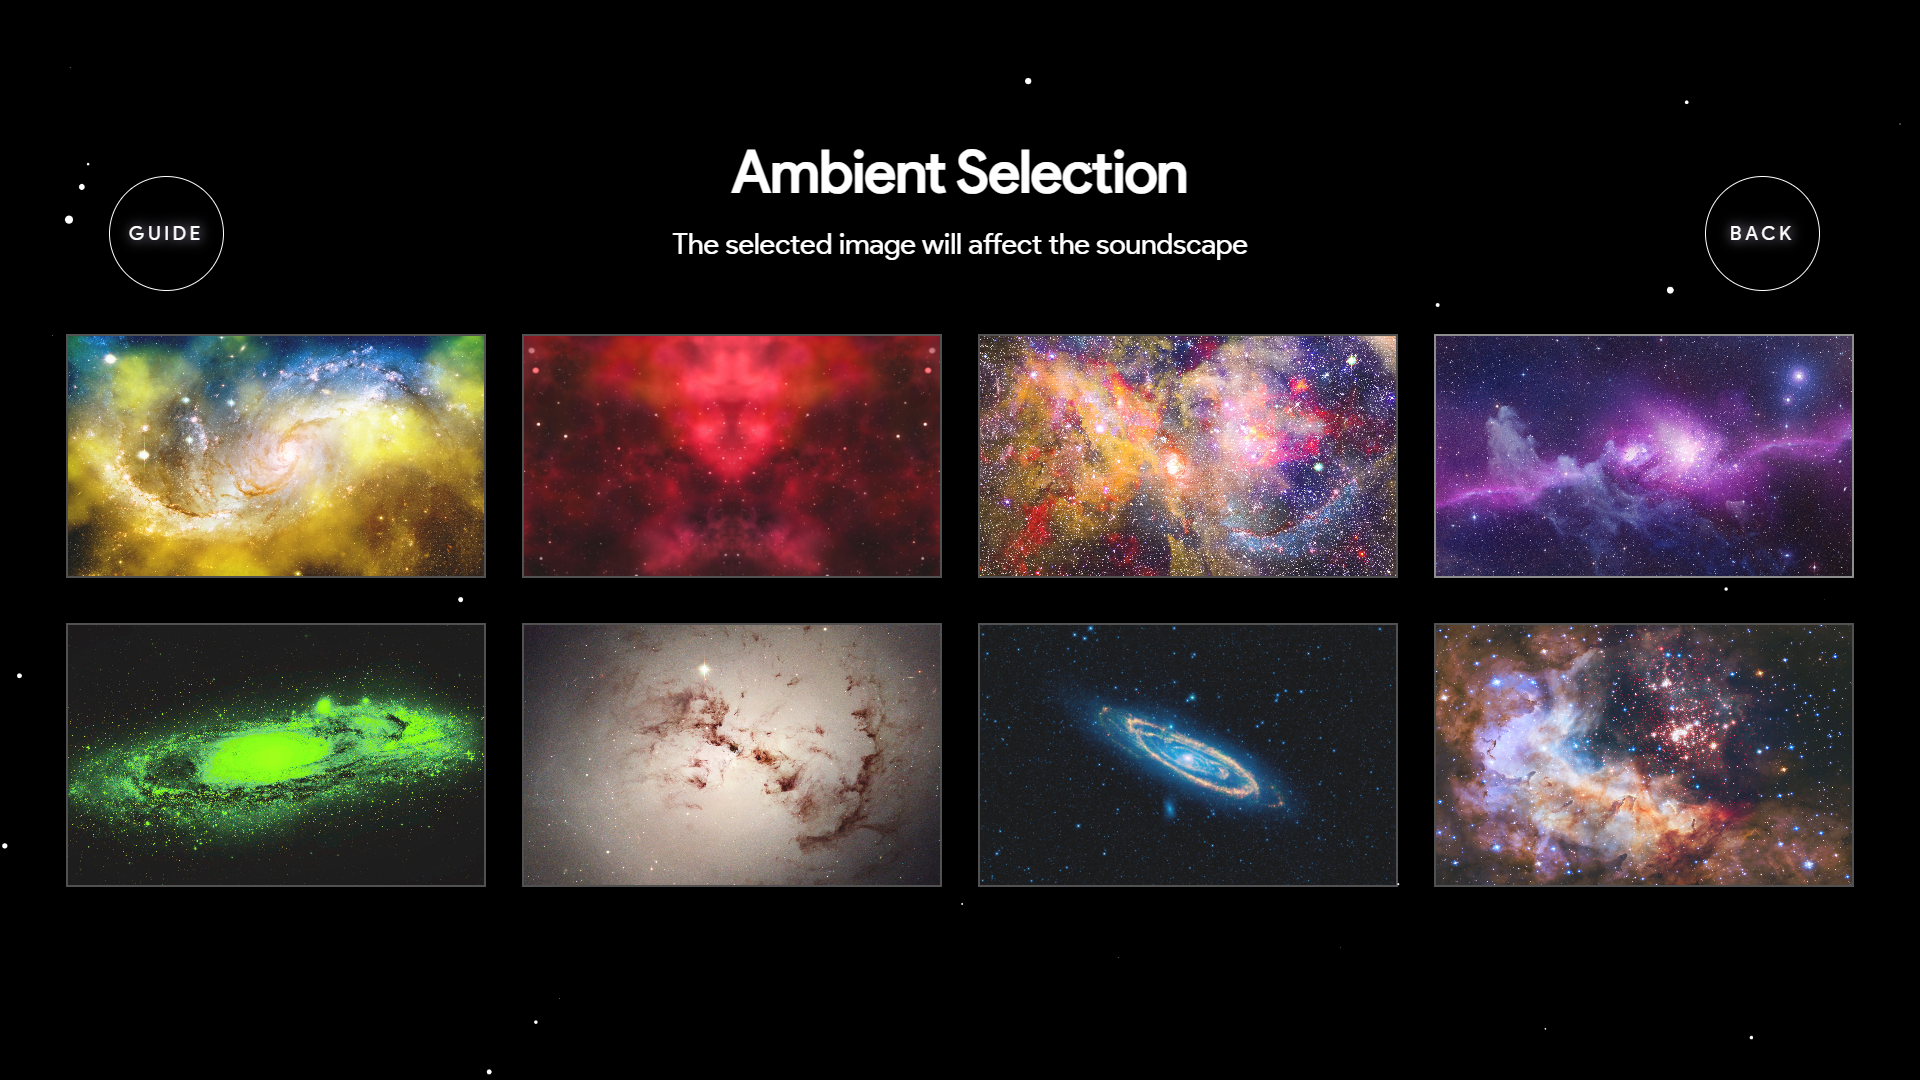 Ambient Selection
GUIDE
The selected image will affect the soundscape
BACK